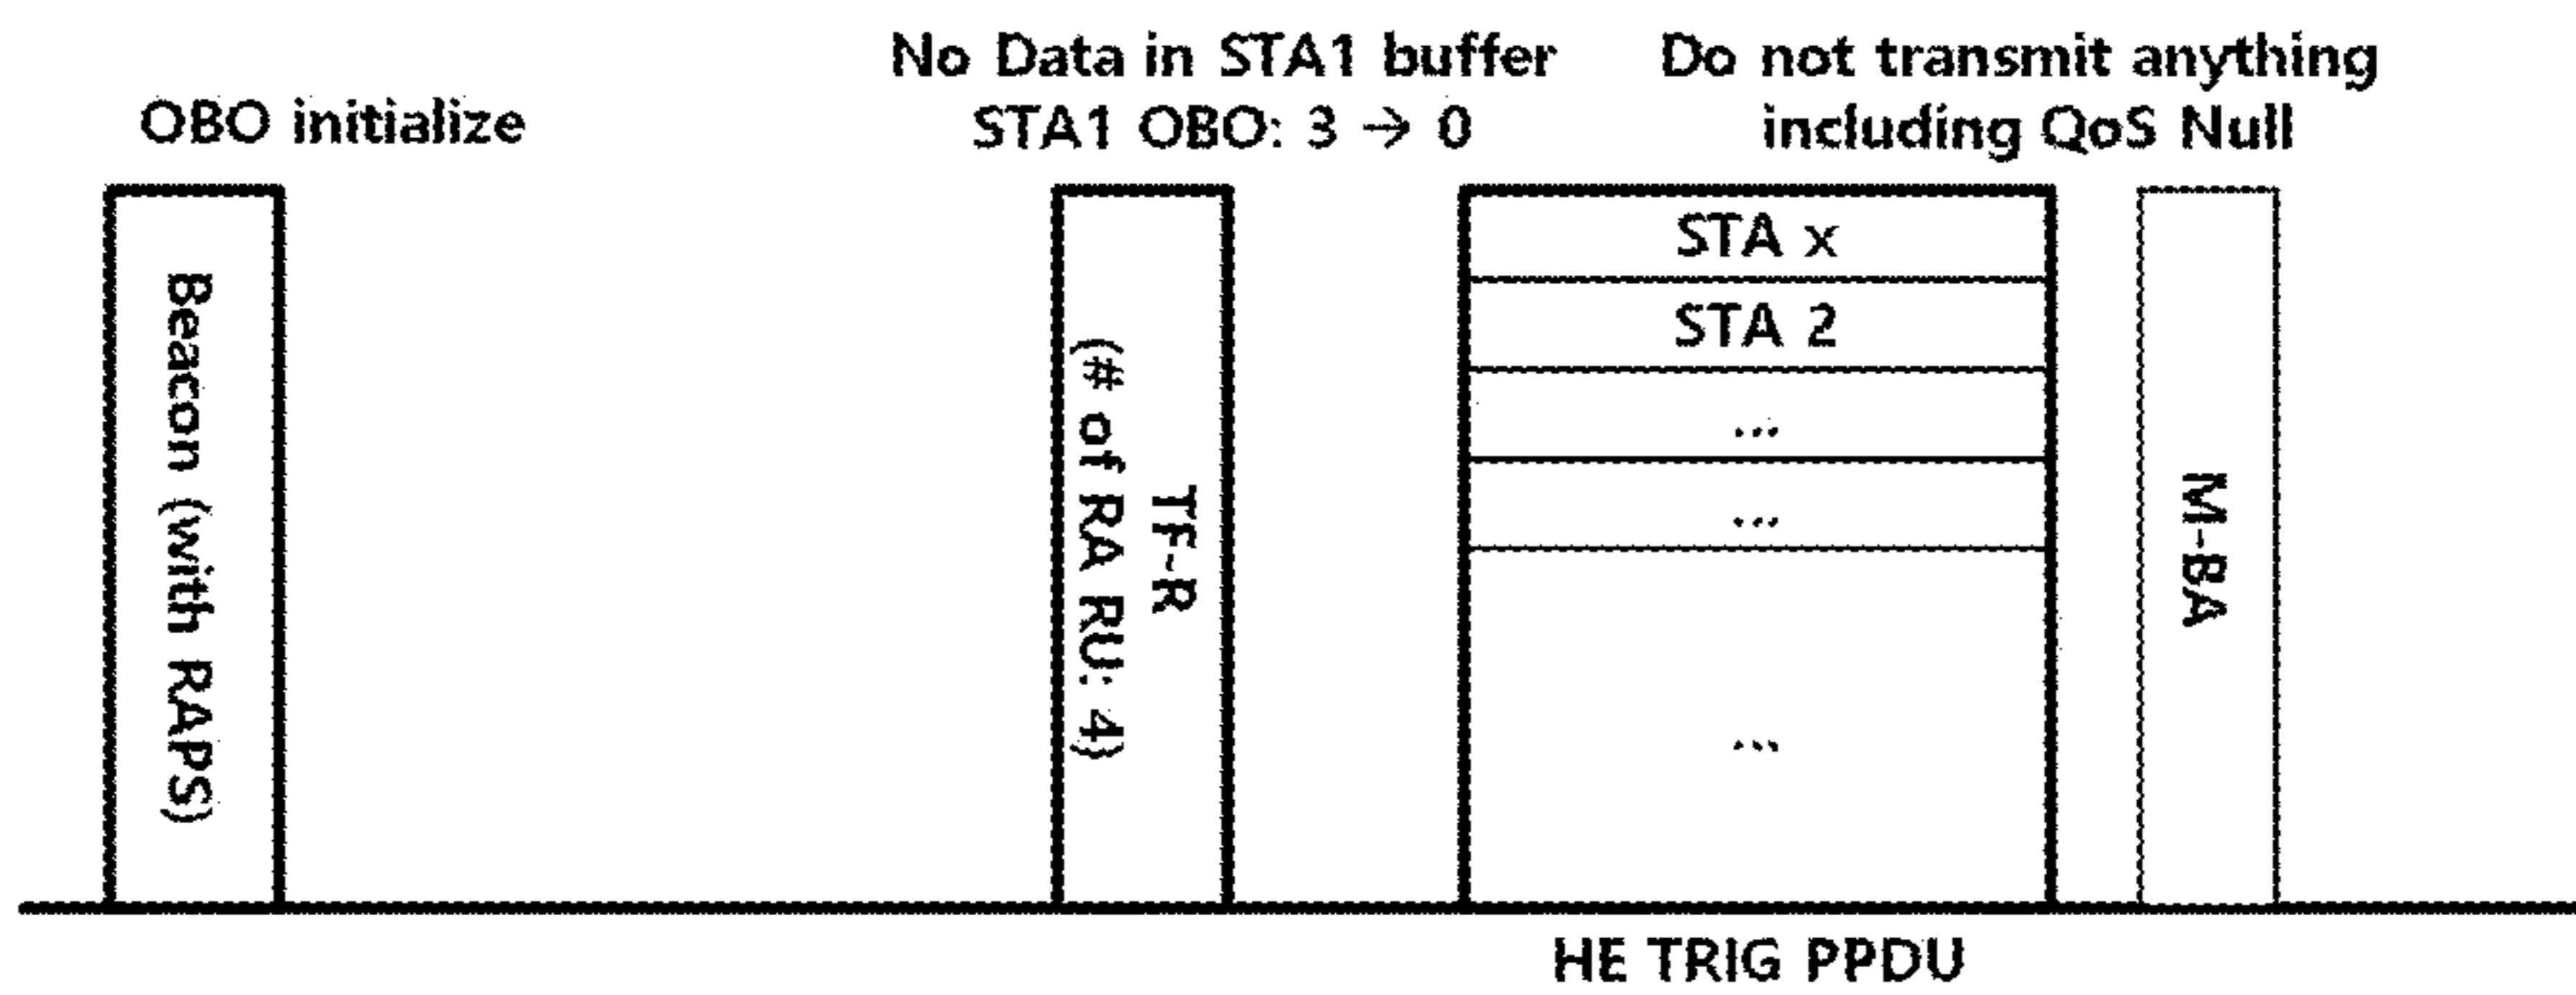 OBO initialize
No Data in STA1 buffer
STA1 OBO: 3 → 0
Do not transmit anything
including QoS Null
Beacon (with RAPS)
TF-R
(# of RA RU: 4)
STA x
STA 2
...
...
...
M-BA
HE TRIG PPDU